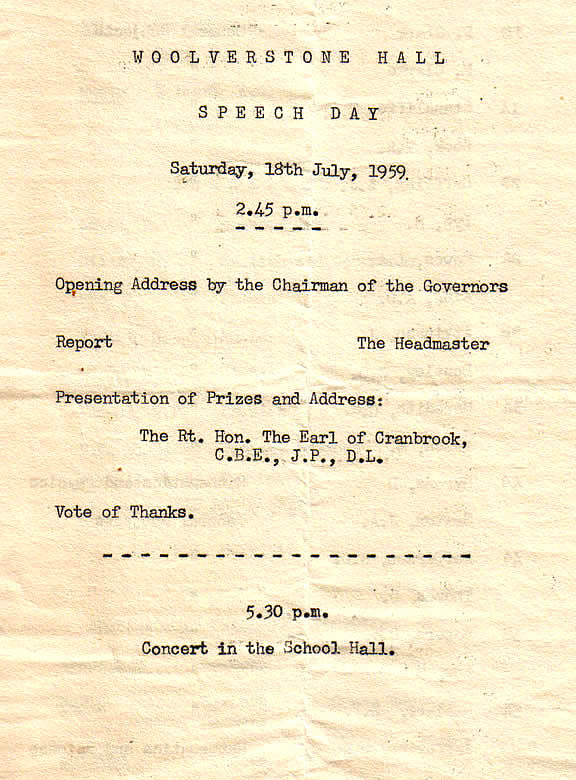 WOOLVERSTONE HALL
SPEECH DAY
Saturday, 18th July, 1959.
2.45 p.m.
Opening Address by the Chairman of the Governors
Report The Headmaster
Presentation of Prizes and Address:
The Rt. Hon. The Earl of Cranbrook,
C.B.E., J.P., D.L.
Vote of Thanks.
5.30 p.m.
Concert in the School Hall.